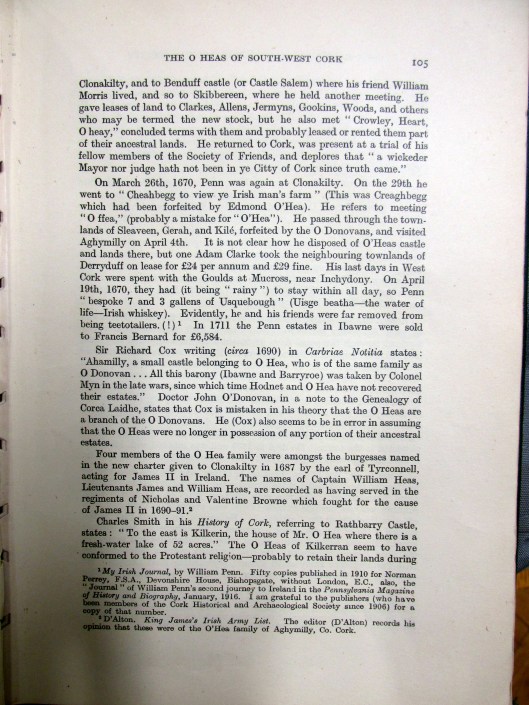 THE O HEAS OF SOUTH-WEST CORK 105
Clonakilty, and to Benduff castle (or Castle Salem) where his friend William
Morris lived, and so to Skibbereen, where he held another meeting. He
gave leases of land to Clarkes, Allens, Jermyns, Gookins, Woods, and others
who may be termed the new stock, but he also met “ Crowley, Heart,
O heay,” concluded terms with them and probably leased or rented them part
of their ancestral lands. He returned to Cork, was present at a trial of his
fellow members of the Society of Friends, and deplores that “ a wickeder
Mayor nor judge hath not been in ye Citty of Cork since truth came.”
On March 26th, 1670, Penn was again at Clonakilty. On the 29th he
went to “ Cheahbegg to view ye Irish man's farm ” (This was Creaghbegg
which had been forfeited by Edmond O'Hea). He refers to meeting
“ O ffea,” (probably a mistake for “ O'Hea”). He passed through the town-
lands of Sleaveen, Gerah, and Kilé, forfeited by the O Donovans, and visited
Aghymilly on April 4th. It is not clear how he disposed of O'Heas castle
and lands there, but one Adam Clarke took the neighbouring townlands of
Derryduff on lease for £24 per annum and £29 fine. His last days in West
Cork were spent with the Goulds at Mucross, near Inchydony. On April
19th, 1670, they had (it being “ rainy ”) to stay within all day, so Penn
“ bespoke 7 and 3 gallons of Usquebough ” (Uisge beatha—the water of
life—Irish whiskey). Evidently, he and his friends were far removed from
being teetotallers. (!)¹ In 1711 the Penn estates in Ibawne were sold
to Francis Bernard for £6,584.
Sir Richard Cox writing (circa 1690) in Carbriae Notitia states :
“Ahamilly, a small castle belonging to O Hea, who is of the same family as
O Donovan . . . All this barony (Ibawne and Barryroe) was taken by Colonel
Myn in the late wars, since which time Hodnet and O Hea have not recovered
their estates.” Doctor John O'Donovan, in a note to the Genealogy of
Corea Laidhe, states that Cox is mistaken in his theory that the O Heas are
a branch of the O Donovans. He (Cox) also seems to be in error in assuming
that the O Heas were no longer in possession of any portion of their ancestral
estates.
Four members of the O Hea family were amongst the burgesses named
in the new charter given to Clonakilty in 1687 by the earl of Tyrconnell,
acting for James II in Ireland. The names of Captain William Heas,
Lieutenants James and William Heas, are recorded as having served in the
regiments of Nicholas and Valentine Browne which fought for the cause
of James II in 1690-91.²
Charles Smith in his History of Cork, referring to Rathbarry Castle,
states : “ To the east is Kilkerin, the house of Mr. O Hea where there is a
fresh-water lake of 52 acres.” The O Heas of Kilkerran seem to have
conformed to the Protestant religion—probably to retain their lands during
¹ My Irish Journal, by William Penn. Fifty copies published in 1910 for Norman
Perrey, F.S.A., Devonshire House, Bishopsgate, without London, E.C., also, the
“ Journal ” of William Penn's second journey to Ireland in the Pennsylvania Magazine
of History and Biography, January, 1916. I am grateful to the publishers (who have
been members of the Cork Historical and Archaeological Society since 1906) for a
copy of that number.
² D'Alton. King James's Irish Army List. The editor (D'Alton) records his
opinion that these were of the O'Hea family of Aghymilly, Co. Cork.